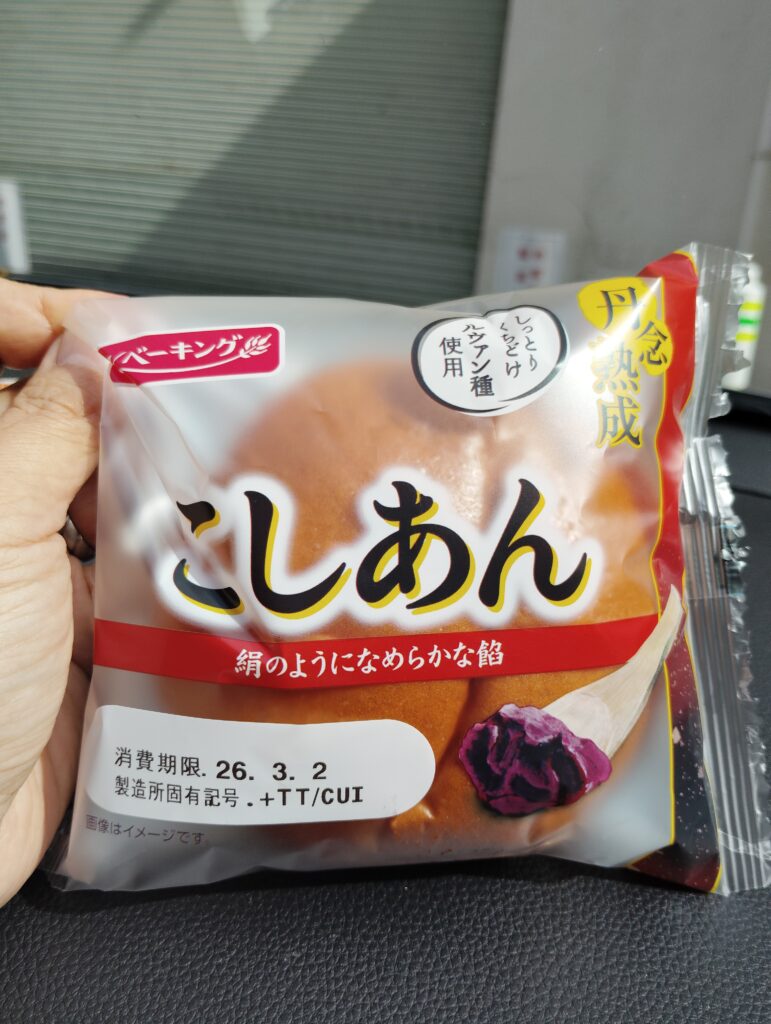 ベーキング
しっとり
くちどけ
ルヴァン種
使用
丹念
熟成
こしあん
絹のようになめらかな餡
消費期限.26. 3. 2
製造所固有記号.+TT/CUI
画像はイメージです